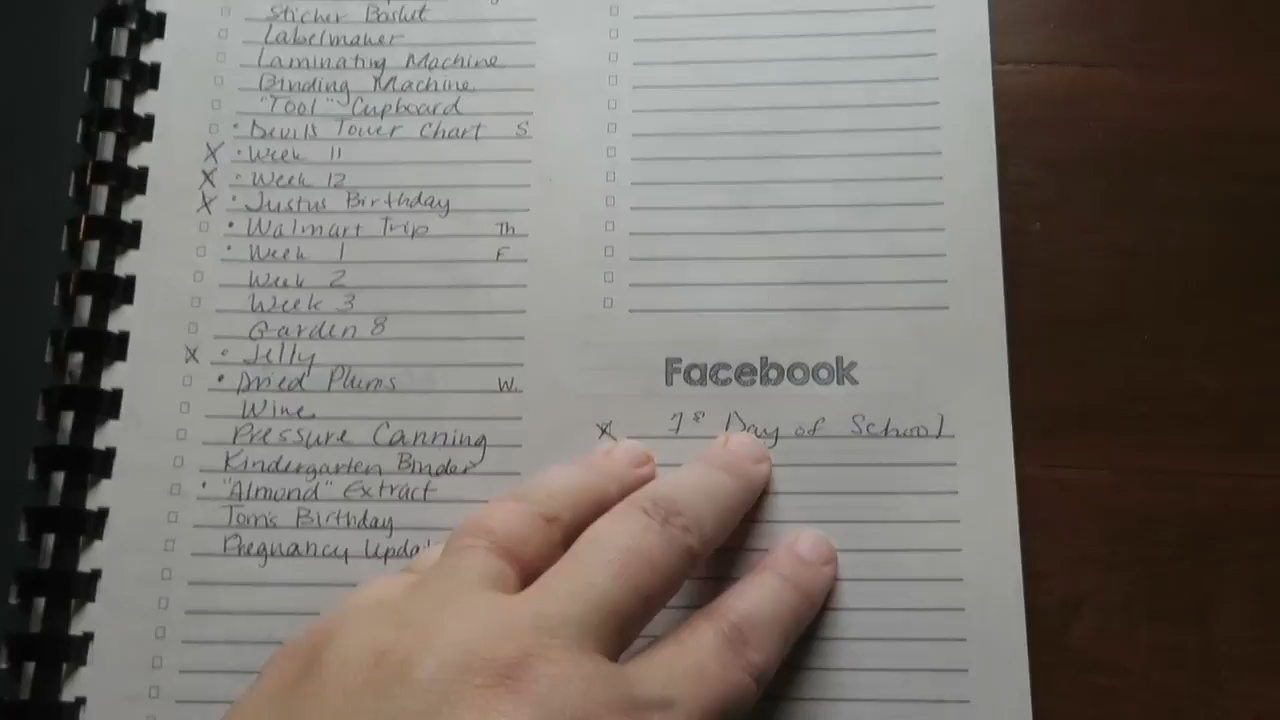 Sticker Basket
Labelmaker
Laminating Machine
Binding Machine
"Tool" Cupboard
• Devils Tower Chart S
X • Week 11
X • Week 12
X • Justus Birthday
• Walmart Trip Th
• Week 1 F
Week 2
Week 3
Garden 8
X • Jelly
• Dried Plums W.
Wine
Pressure Canning
Kindergarten Binder
• "Almond" Extract
Tom's Birthday
Pregnancy
Facebook
X 1st Day of School